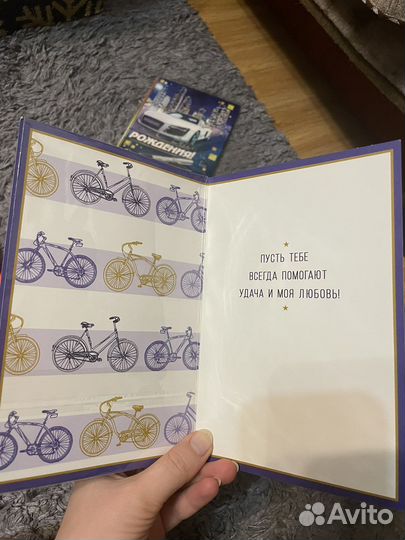 РОЖДЕНИЯ!
ПУСТЬ ТЕБЕ
ВСЕГДА ПОМОГАЮТ
УДАЧА И МОЯ ЛЮБОВЬ!
Avito